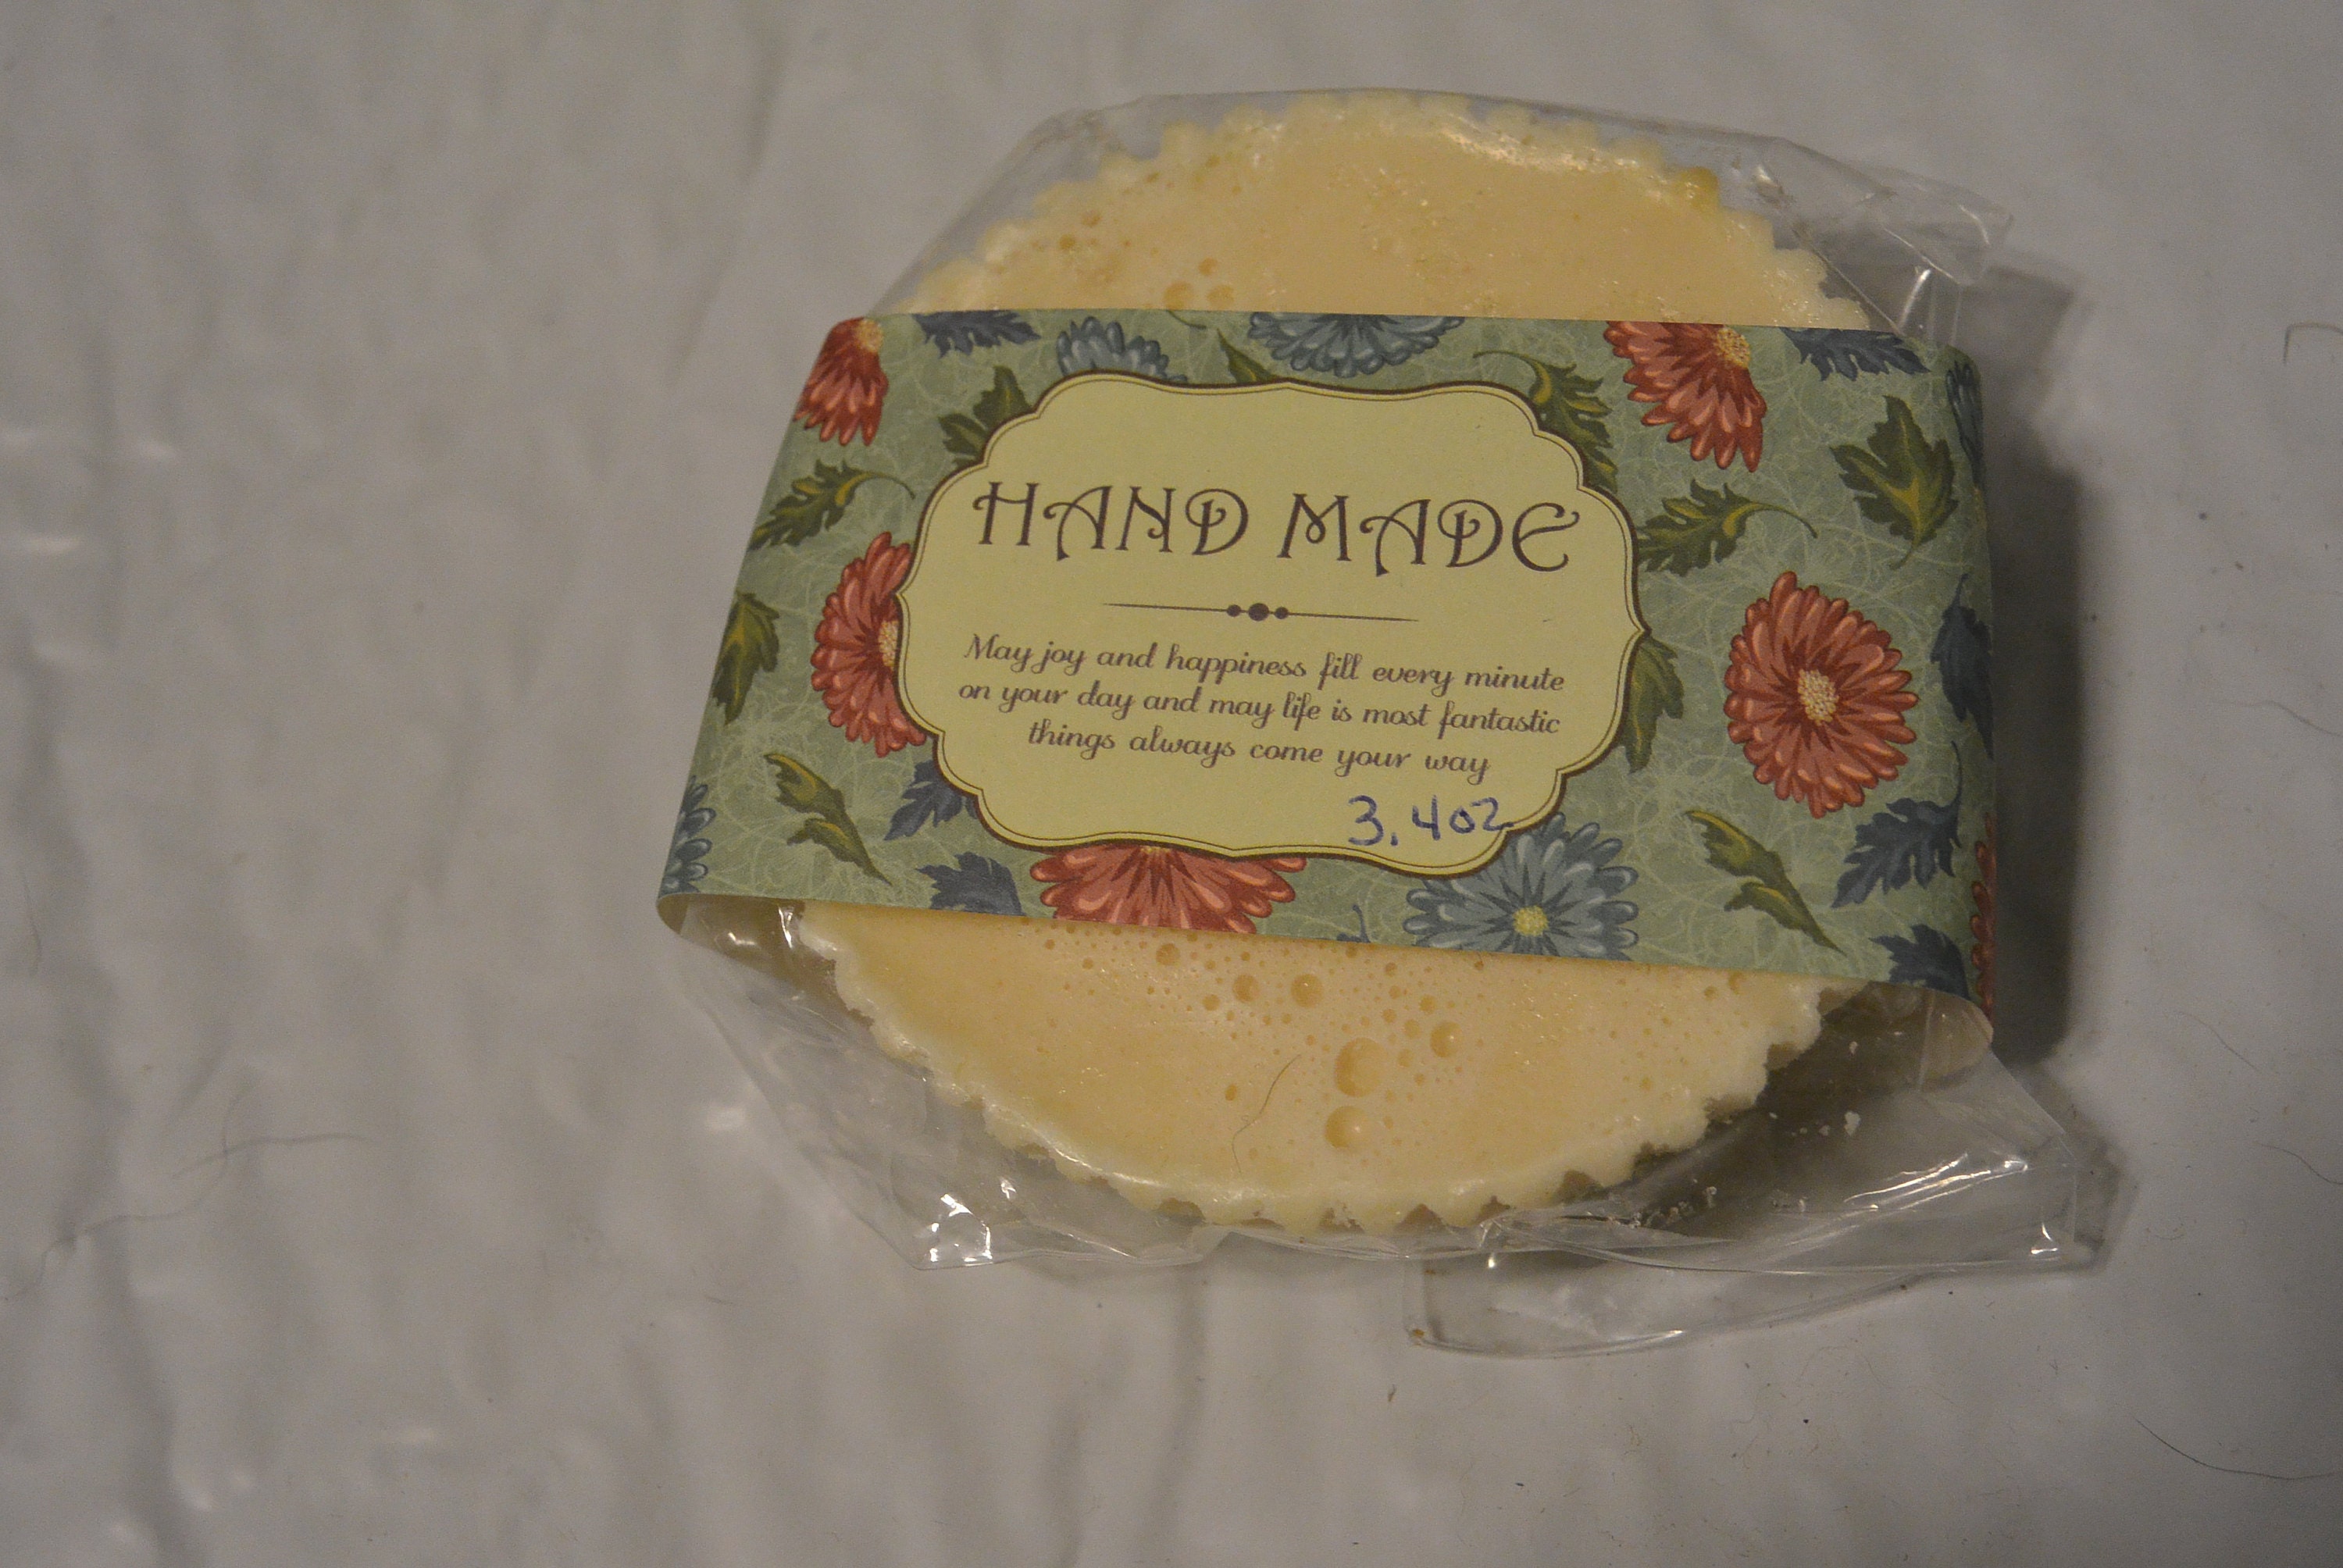 HAND MADE
May joy and happiness fill every minute
on your day and may life is most fantastic
things always come your way
3.4oz